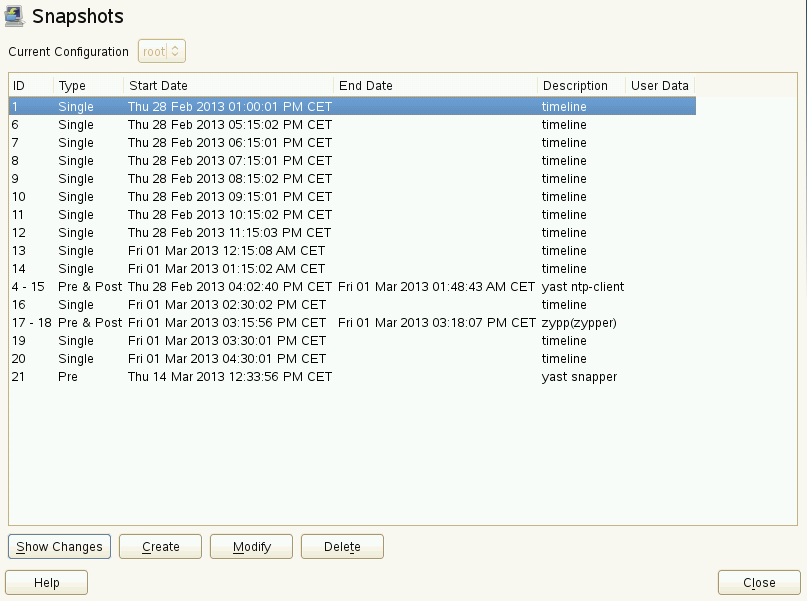 Snapshots
Current Configuration root
ID Type Start Date End Date Description User Data
1 Single Thu 28 Feb 2013 01:00:01 PM CET timeline
6 Single Thu 28 Feb 2013 05:15:02 PM CET timeline
7 Single Thu 28 Feb 2013 06:15:01 PM CET timeline
8 Single Thu 28 Feb 2013 07:15:01 PM CET timeline
9 Single Thu 28 Feb 2013 08:15:02 PM CET timeline
10 Single Thu 28 Feb 2013 09:15:01 PM CET timeline
11 Single Thu 28 Feb 2013 10:15:02 PM CET timeline
12 Single Thu 28 Feb 2013 11:15:03 PM CET timeline
13 Single Fri 01 Mar 2013 12:15:08 AM CET timeline
14 Single Fri 01 Mar 2013 01:15:02 AM CET timeline
4 - 15 Pre & Post Thu 28 Feb 2013 04:02:40 PM CET Fri 01 Mar 2013 01:48:43 AM CET yast ntp-client
16 Single Fri 01 Mar 2013 02:30:02 PM CET timeline
17 - 18 Pre & Post Fri 01 Mar 2013 03:15:56 PM CET Fri 01 Mar 2013 03:18:07 PM CET zypp(zypper)
19 Single Fri 01 Mar 2013 03:30:01 PM CET timeline
20 Single Fri 01 Mar 2013 04:30:01 PM CET timeline
21 Pre Thu 14 Mar 2013 12:33:56 PM CET yast snapper
Show Changes Create Modify Delete
Help Close